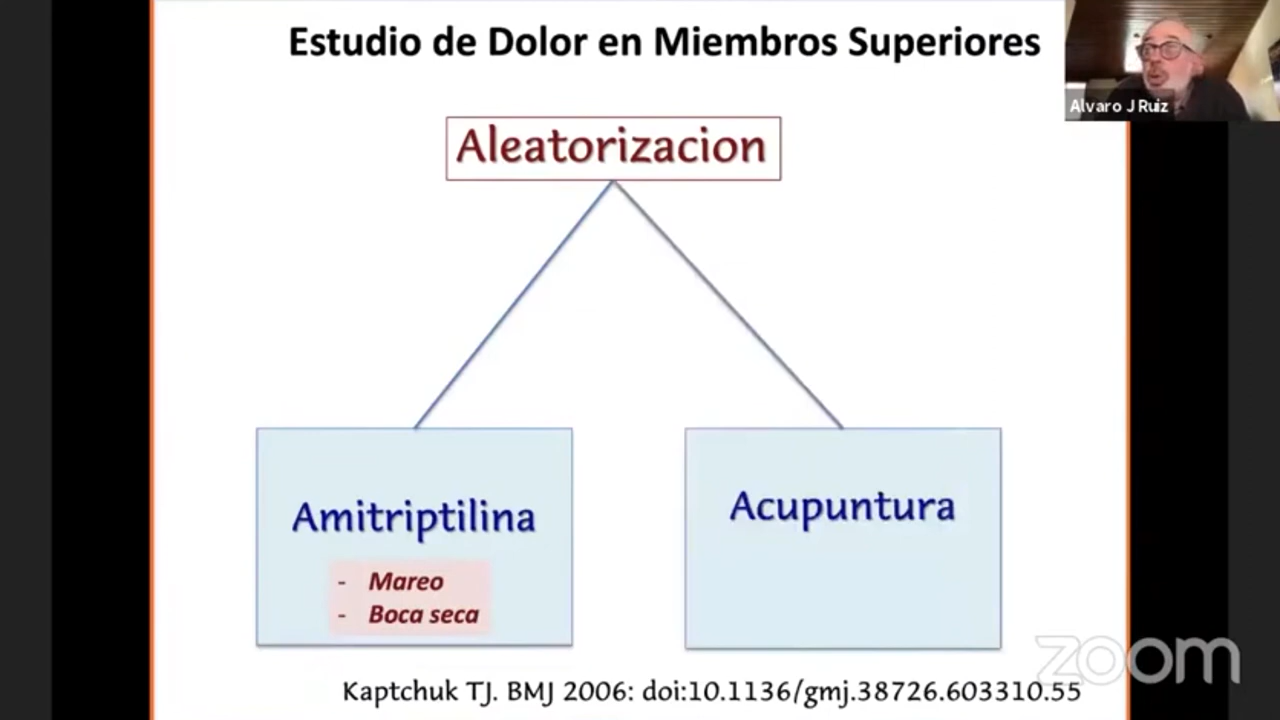 Estudio de Dolor en Miembros Superiores
Alvaro J Ruiz
Aleatorizacion
Amitriptilina
- Mareo
- Boca seca
Acupuntura
zoom
Kaptchuk TJ. BMJ 2006: doi:10.1136/gmj.38726.603310.55